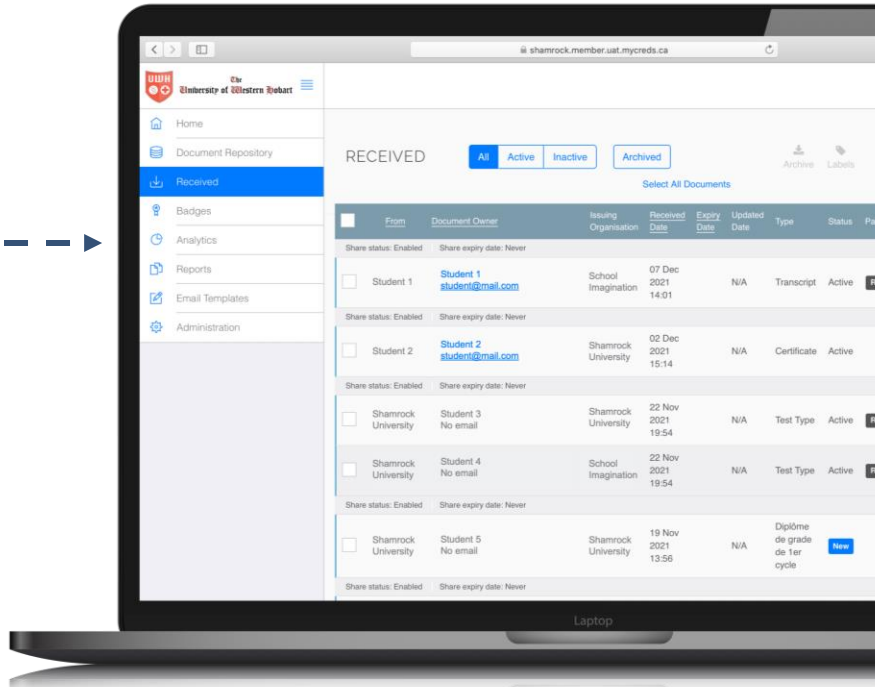 shamrock.member.uat.mycreds.ca
UWH
The
University of Western Hobart
Home
Document Repository
Received
Badges
Analytics
Reports
Email Templates
Administration
RECEIVED
All Active Inactive Archived
Archive Labels
Select All Documents
From Document Owner Issuing Organisation Received Date Expiry Date Updated Date Type Status
Share status: Enabled Share expiry date: Never
Student 1 Student 1 student@mail.com School Imagination 07 Dec 2021 14:01 N/A Transcript Active
Share status: Enabled Share expiry date: Never
Student 2 Student 2 student@mail.com Shamrock University 02 Dec 2021 15:14 N/A Certificate Active
Share status: Enabled Share expiry date: Never
Shamrock University Student 3 No email Shamrock University 22 Nov 2021 19:54 N/A Test Type Active
Shamrock University Student 4 No email School Imagination 22 Nov 2021 19:54 N/A Test Type Active
Share status: Enabled Share expiry date: Never
Shamrock University Student 5 No email Shamrock University 19 Nov 2021 13:56 N/A Diplôme de grade de 1er cycle New
Share status: Enabled Share expiry date: Never
Laptop